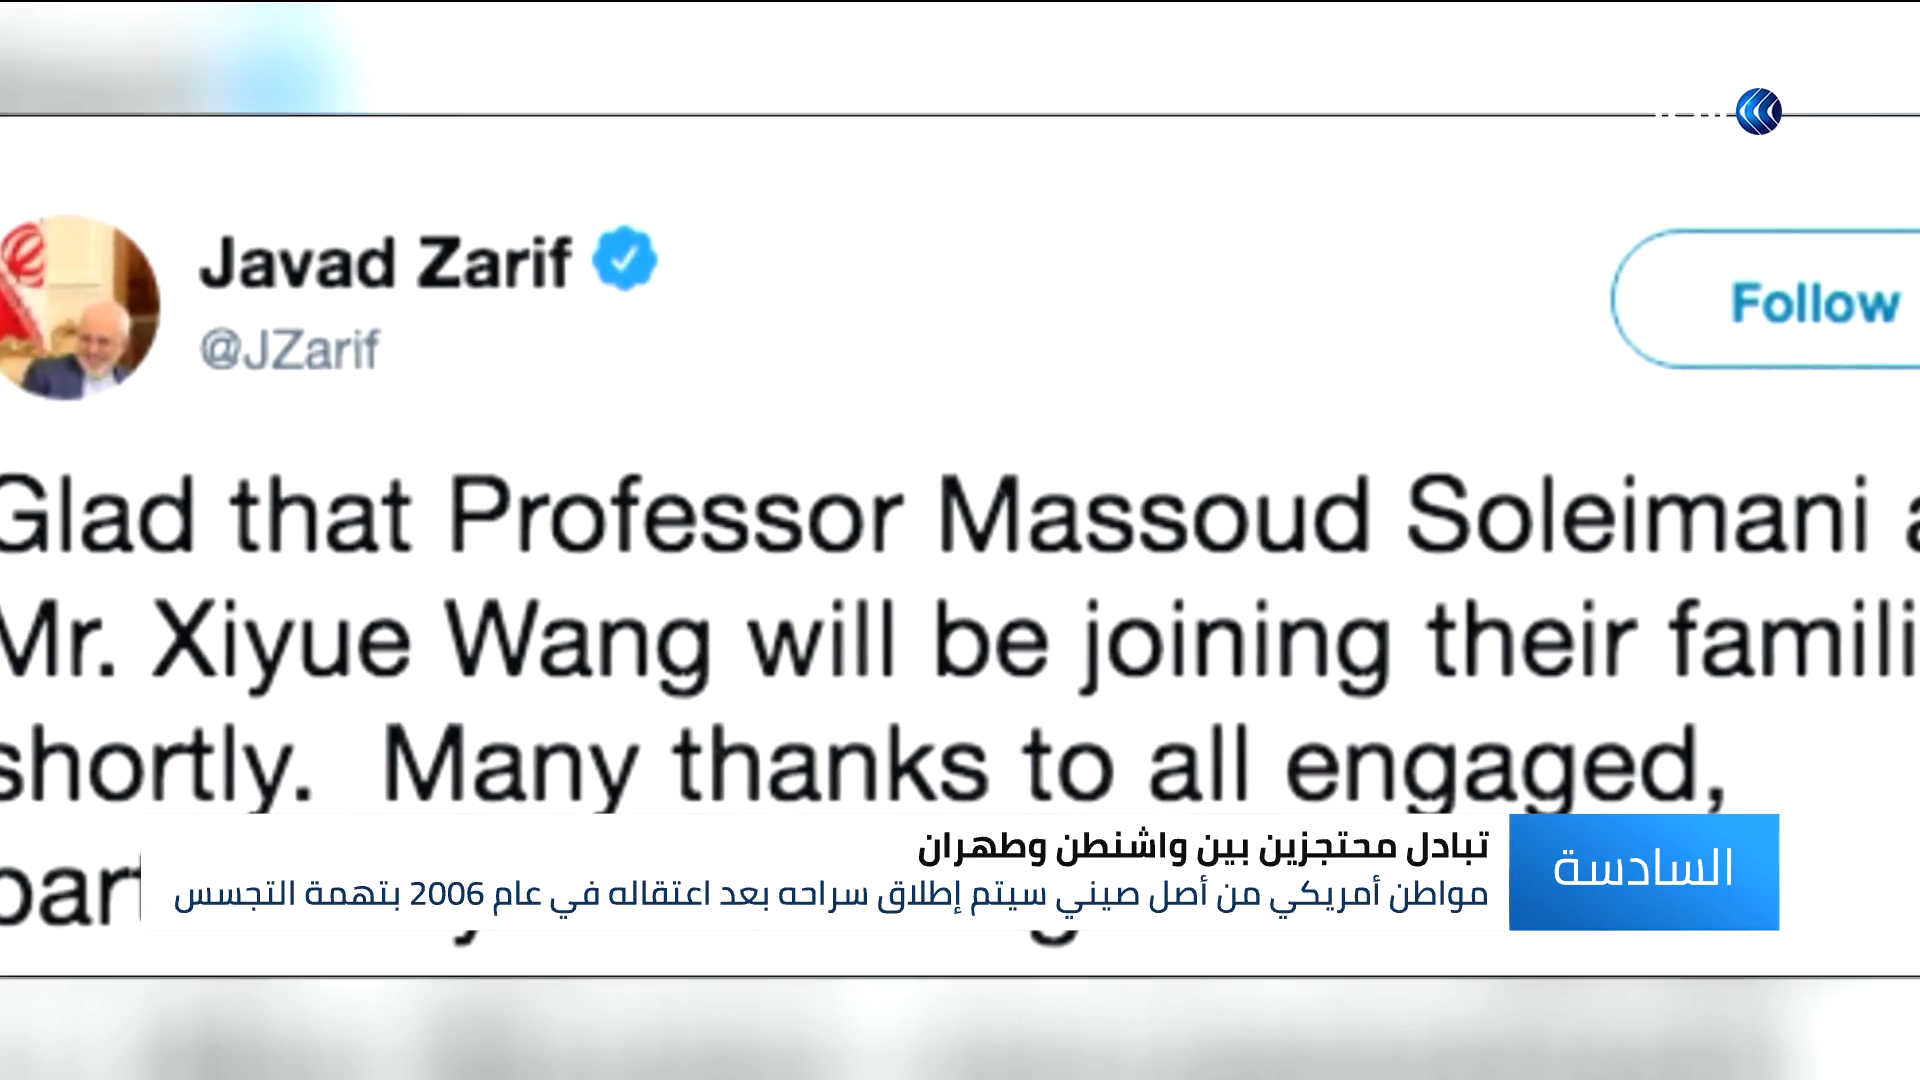 Javad Zarif
@JZarif
Follow
Glad that Professor Massoud Soleimani
Mr. Xiyue Wang will be joining their famili
shortly. Many thanks to all engaged,
تبادل محتجزين بين واشنطن وطهران
السادسة
مواطن أمريكي من أصل صيني سيتم إطلاق سراحه بعد اعتقاله في عام 2006 بتهمة التجسس